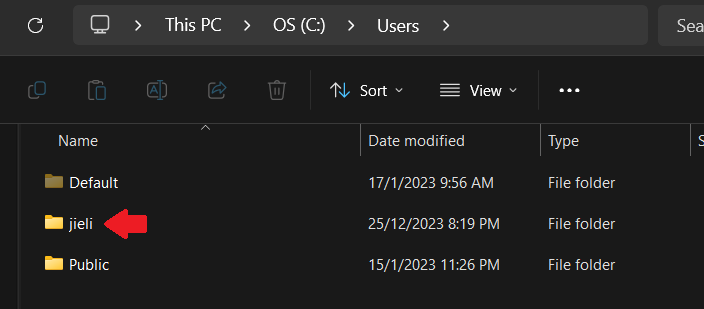 This PC > OS (C:) > Users > Sea
Sort View
Name Date modified Type S
Default 17/1/2023 9:56 AM File folder
jieli 25/12/2023 8:19 PM File folder
Public 15/1/2023 11:26 PM File folder